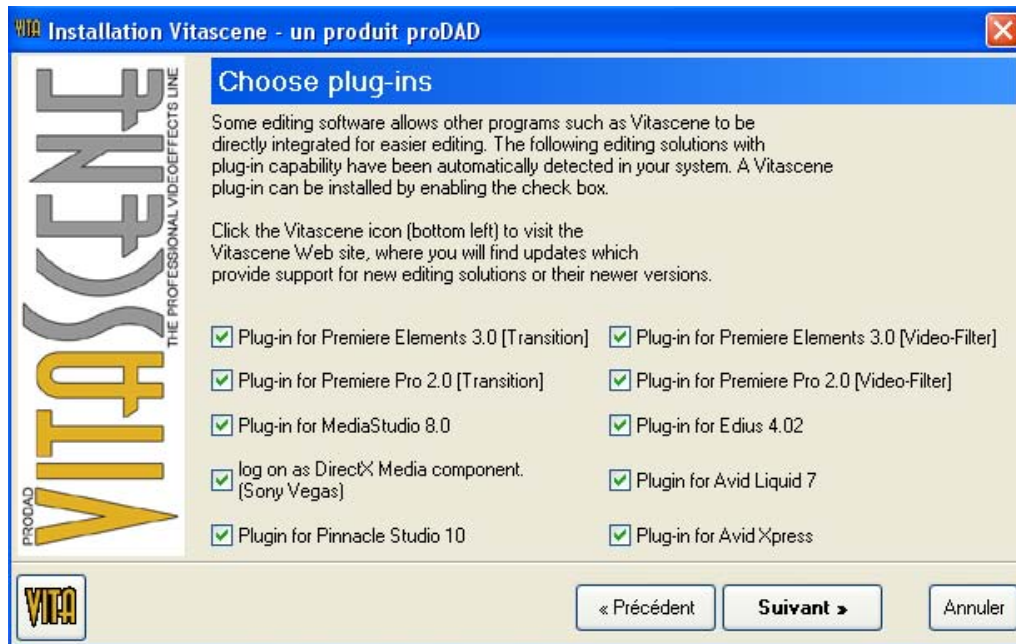 VITA Installation Vitascene - un produit proDAD
PRODAD
VITASCENE
THE PROFESSIONAL VIDEOEFFECTS LINE
Choose plug-ins
Some editing software allows other programs such as Vitascene to be
directly integrated for easier editing. The following editing solutions with
plug-in capability have been automatically detected in your system. A Vitascene
plug-in can be installed by enabling the check box.
Click the Vitascene icon (bottom left) to visit the
Vitascene Web site, where you will find updates which
provide support for new editing solutions or their newer versions.
Plug-in for Premiere Elements 3.0 [Transition]
Plug-in for Premiere Elements 3.0 [Video-Filter]
Plug-in for Premiere Pro 2.0 [Transition]
Plug-in for Premiere Pro 2.0 [Video-Filter]
Plug-in for MediaStudio 8.0
Plug-in for Edius 4.02
log on as DirectX Media component.
(Sony Vegas)
Plugin for Avid Liquid 7
Plugin for Pinnacle Studio 10
Plug-in for Avid Xpress
VITA
« Précédent
Suivant »
Annuler